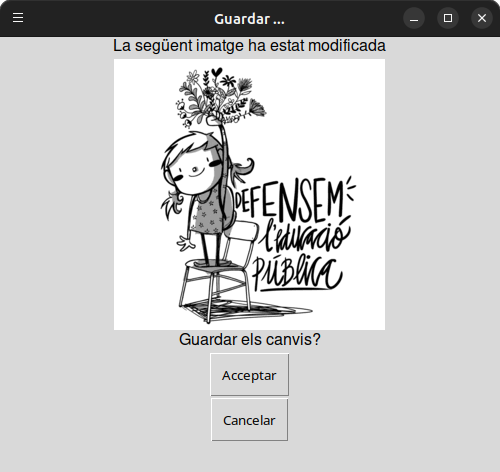 Guardar ...
La següent imatge ha estat modificada
DEFENSEM
l'educació
PÚBLICA
Guardar els canvis?
Acceptar
Cancelar